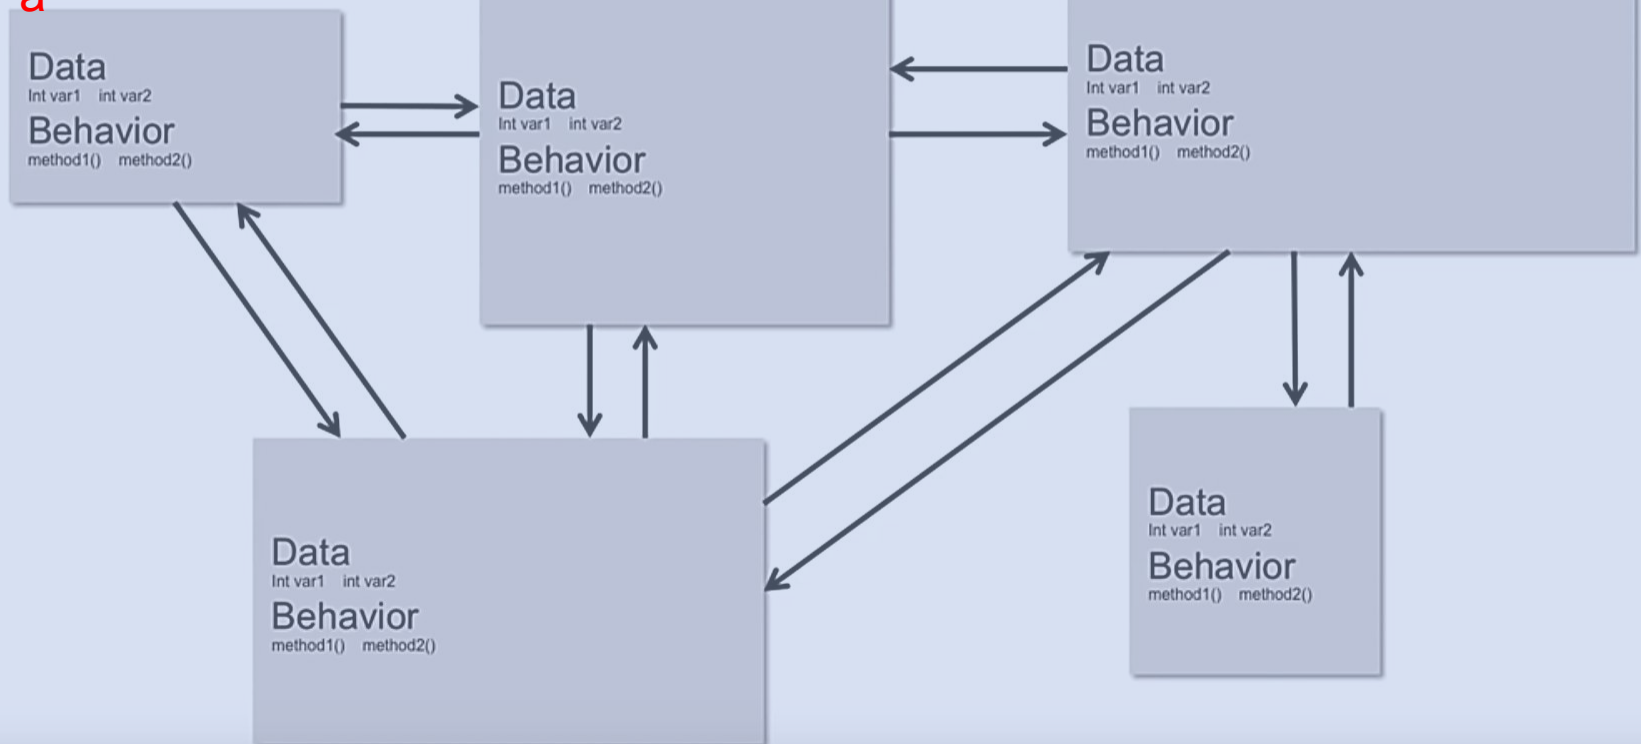 a
Data
Int var1 int var2
Behavior
method1() method2()
Data
Int var1 int var2
Behavior
method1() method2()
Data
Int var1 int var2
Behavior
method1() method2()
Data
Int var1 int var2
Behavior
method1() method2()
Data
Int var1 int var2
Behavior
method1() method2()